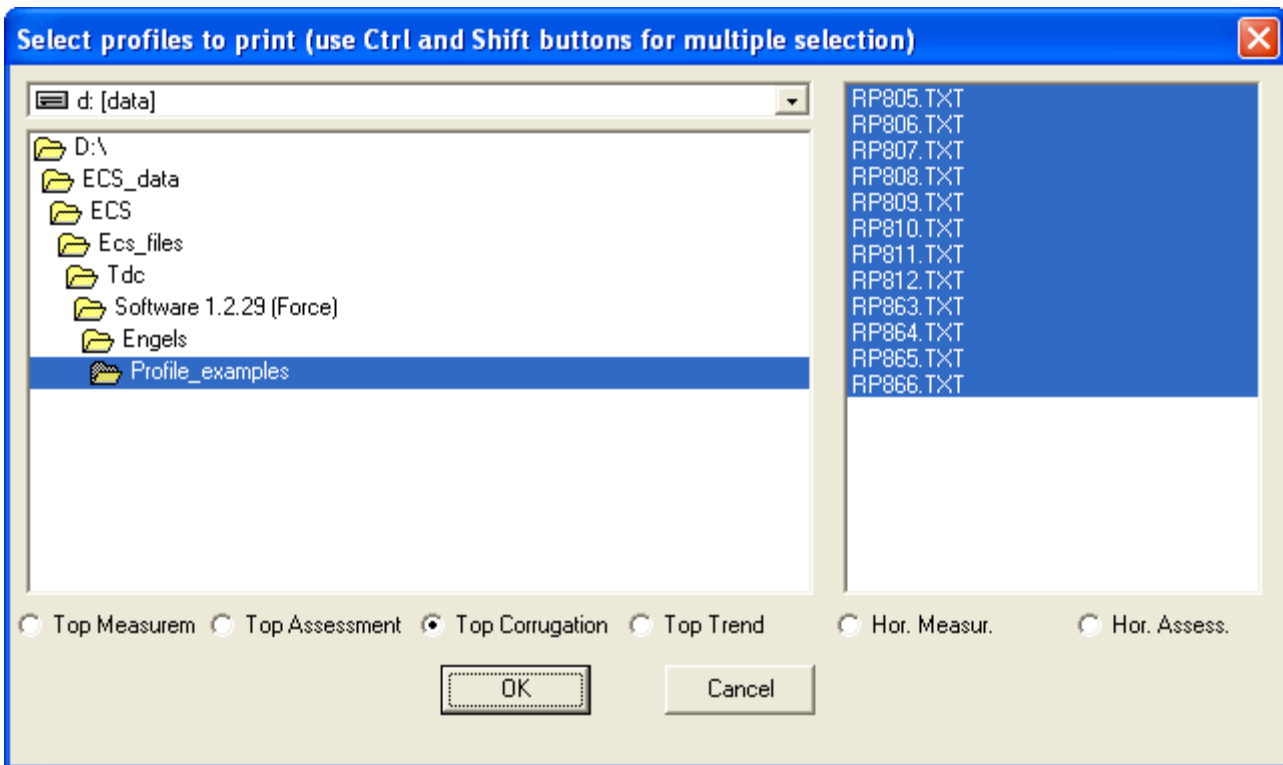 Select profiles to print (use Ctrl and Shift buttons for multiple selection)
d: [data]
D:\
ECS_data
ECS
Ecs_files
Tdc
Software 1.2.29 (Force)
Engels
Profile_examples
RP805.TXT
RP806.TXT
RP807.TXT
RP808.TXT
RP809.TXT
RP810.TXT
RP811.TXT
RP812.TXT
RP863.TXT
RP864.TXT
RP865.TXT
RP866.TXT
Top Measurem Top Assessment Top Corrugation Top Trend Hor. Measur. Hor. Assess.
OK Cancel